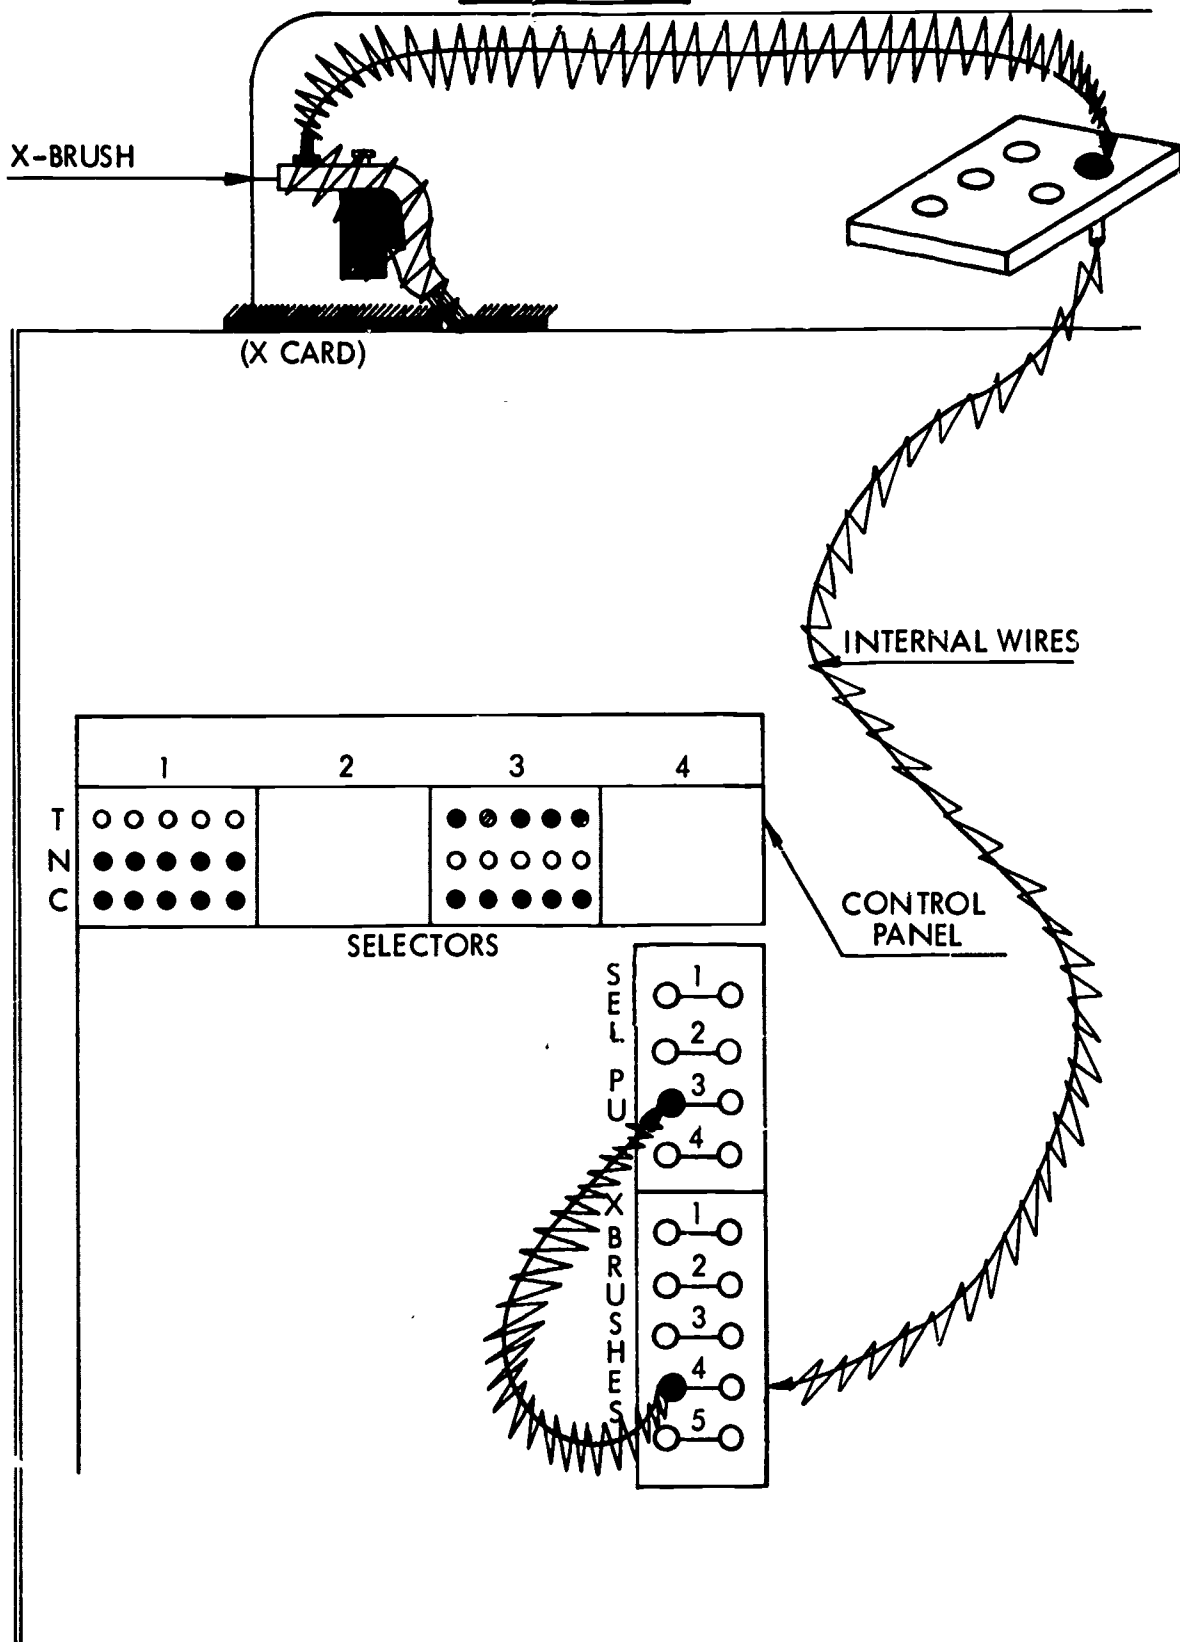 X-BRUSH
(X CARD)
INTERNAL WIRES
1 2 3 4
T
N
C
SELECTORS
CONTROL
PANEL
SEL PU
1
2
3
4
X BRUSHES
1
2
3
4
5